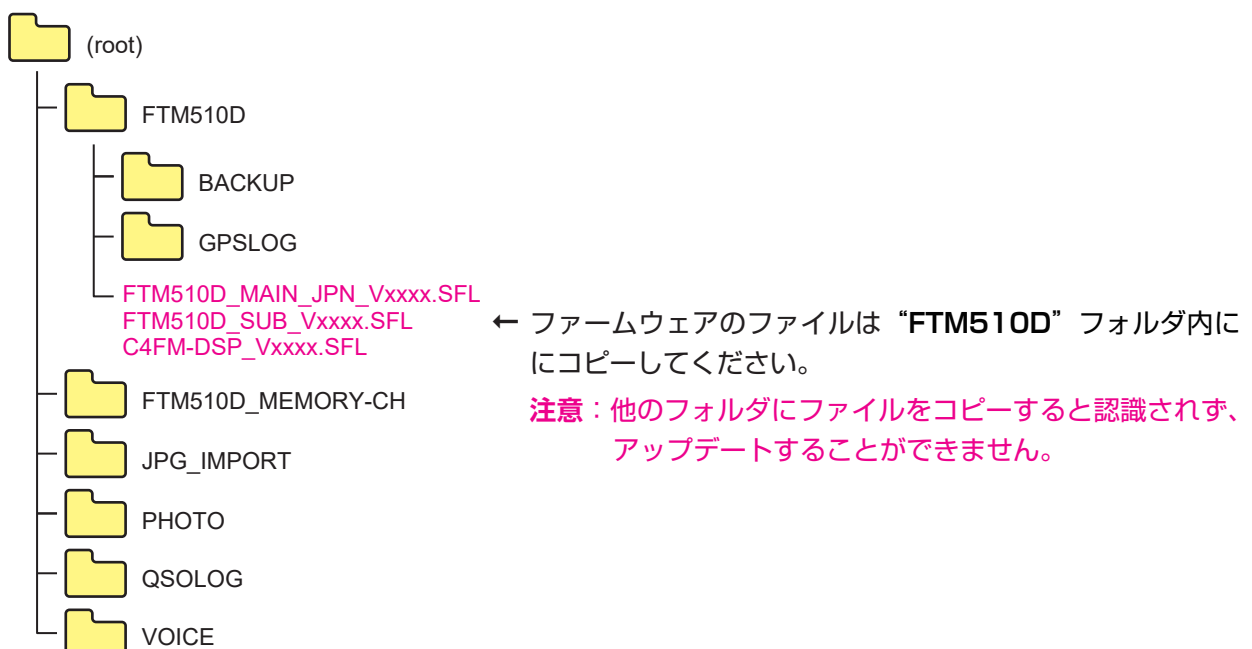 (root)
FTM510D
BACKUP
GPSLOG
FTM510D_MAIN_JPN_Vxxxx.SFL
FTM510D_SUB_Vxxxx.SFL
C4FM-DSP_Vxxxx.SFL
← ファームウェアのファイルは“FTM510D”フォルダ内に
にコピーしてください。
注意：他のフォルダにファイルをコピーすると認識されず、
アップデートすることができません。
FTM510D_MEMORY-CH
JPG_IMPORT
PHOTO
QSOLOG
VOICE